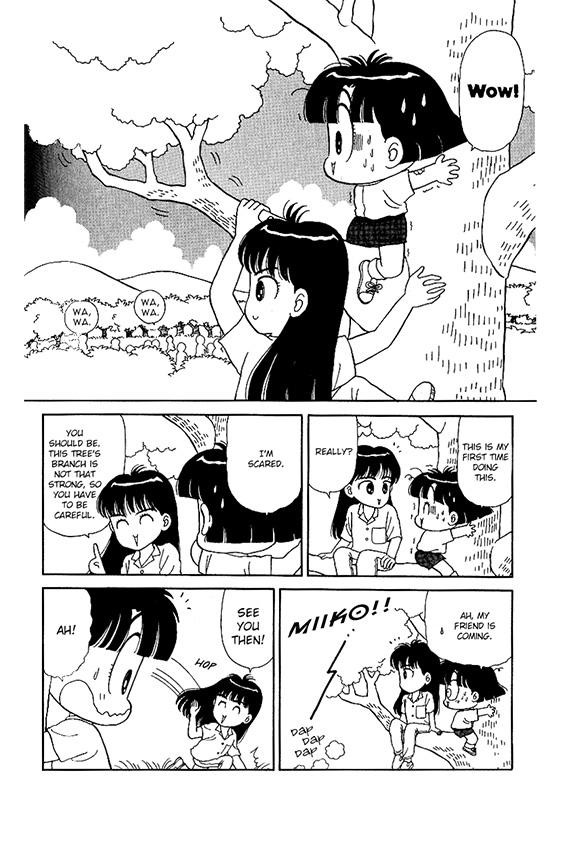 Wow!
WA,
WA.
WA,
WA.
THIS IS MY
FIRST TIME
DOING
THIS.
REALLY?
I'M
SCARED.
YOU
SHOULD BE.
THIS TREE'S
BRANCH IS
NOT THAT
STRONG, SO
YOU HAVE
TO BE
CAREFUL.
AH, MY
FRIEND IS
COMING.
MIIKO!!
DAP
DAP
DAP
SEE
YOU
THEN!
HOP
AH!